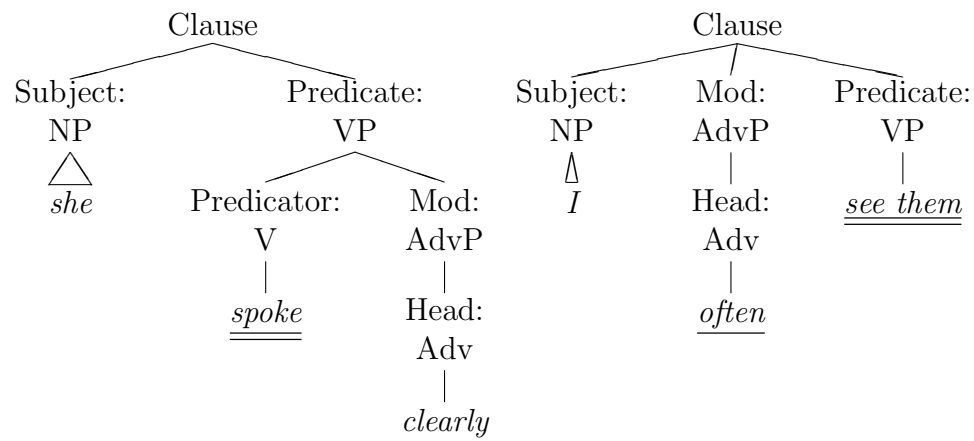 Clause Clause
Subject: Predicate: Subject: Mod: Predicate:
NP VP NP AdvP VP
she Predicator: Mod: I Head: see them
V AdvP Adv
spoke Head: often
Adv
clearly